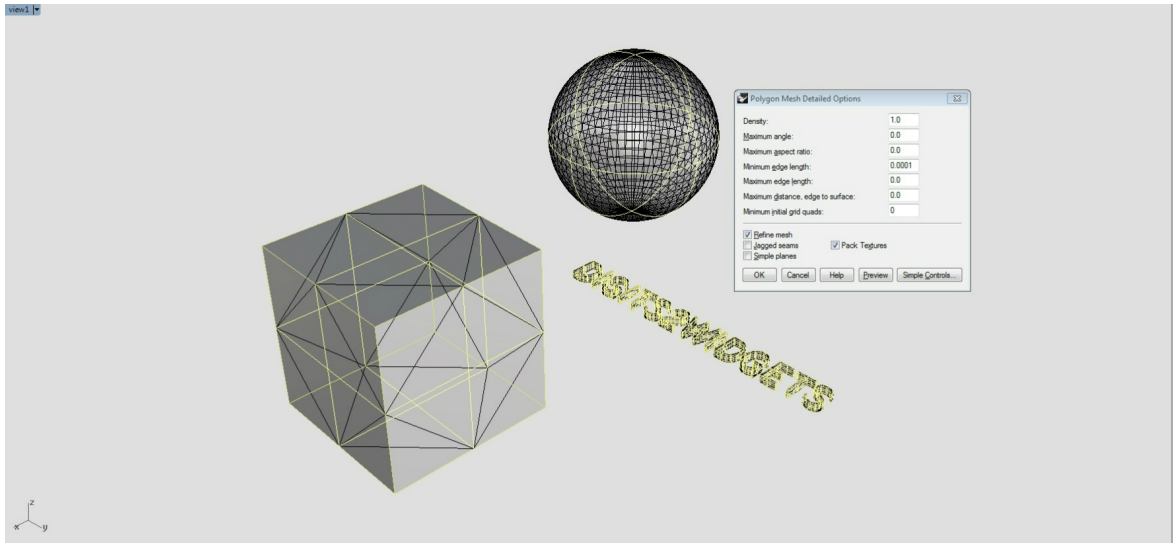 view1
Polygon Mesh Detailed Options
Density: 1.0
Maximum angle: 0.0
Maximum aspect ratio: 0.0
Minimum edge length: 0.0001
Maximum edge length: 0.0
Maximum distance, edge to surface: 0.0
Minimum initial grid quads: 0
Refine mesh
Jagged seams Pack Textures
Simple planes
OK Cancel Help Preview Simple Controls...
z
x y